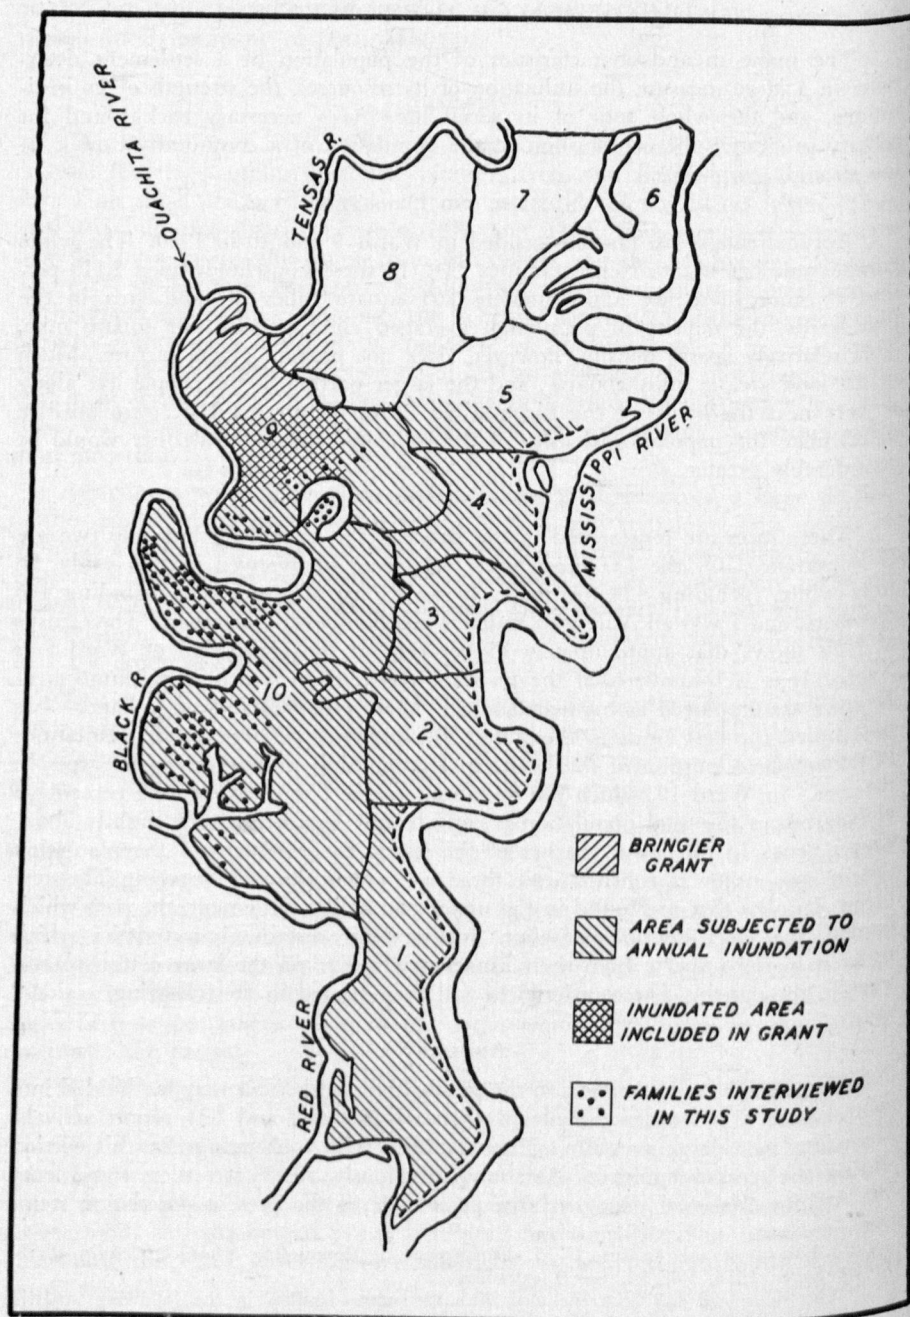 OUACHITA RIVER
TENSAS R.
7
6
8
5
9
4
MISSISSIPPI RIVER
3
10
2
BLACK R
BRINGIER
GRANT
1
AREA SUBJECTED TO
ANNUAL INUNDATION
RED RIVER
INUNDATED AREA
INCLUDED IN GRANT
FAMILIES INTERVIEWED
IN THIS STUDY